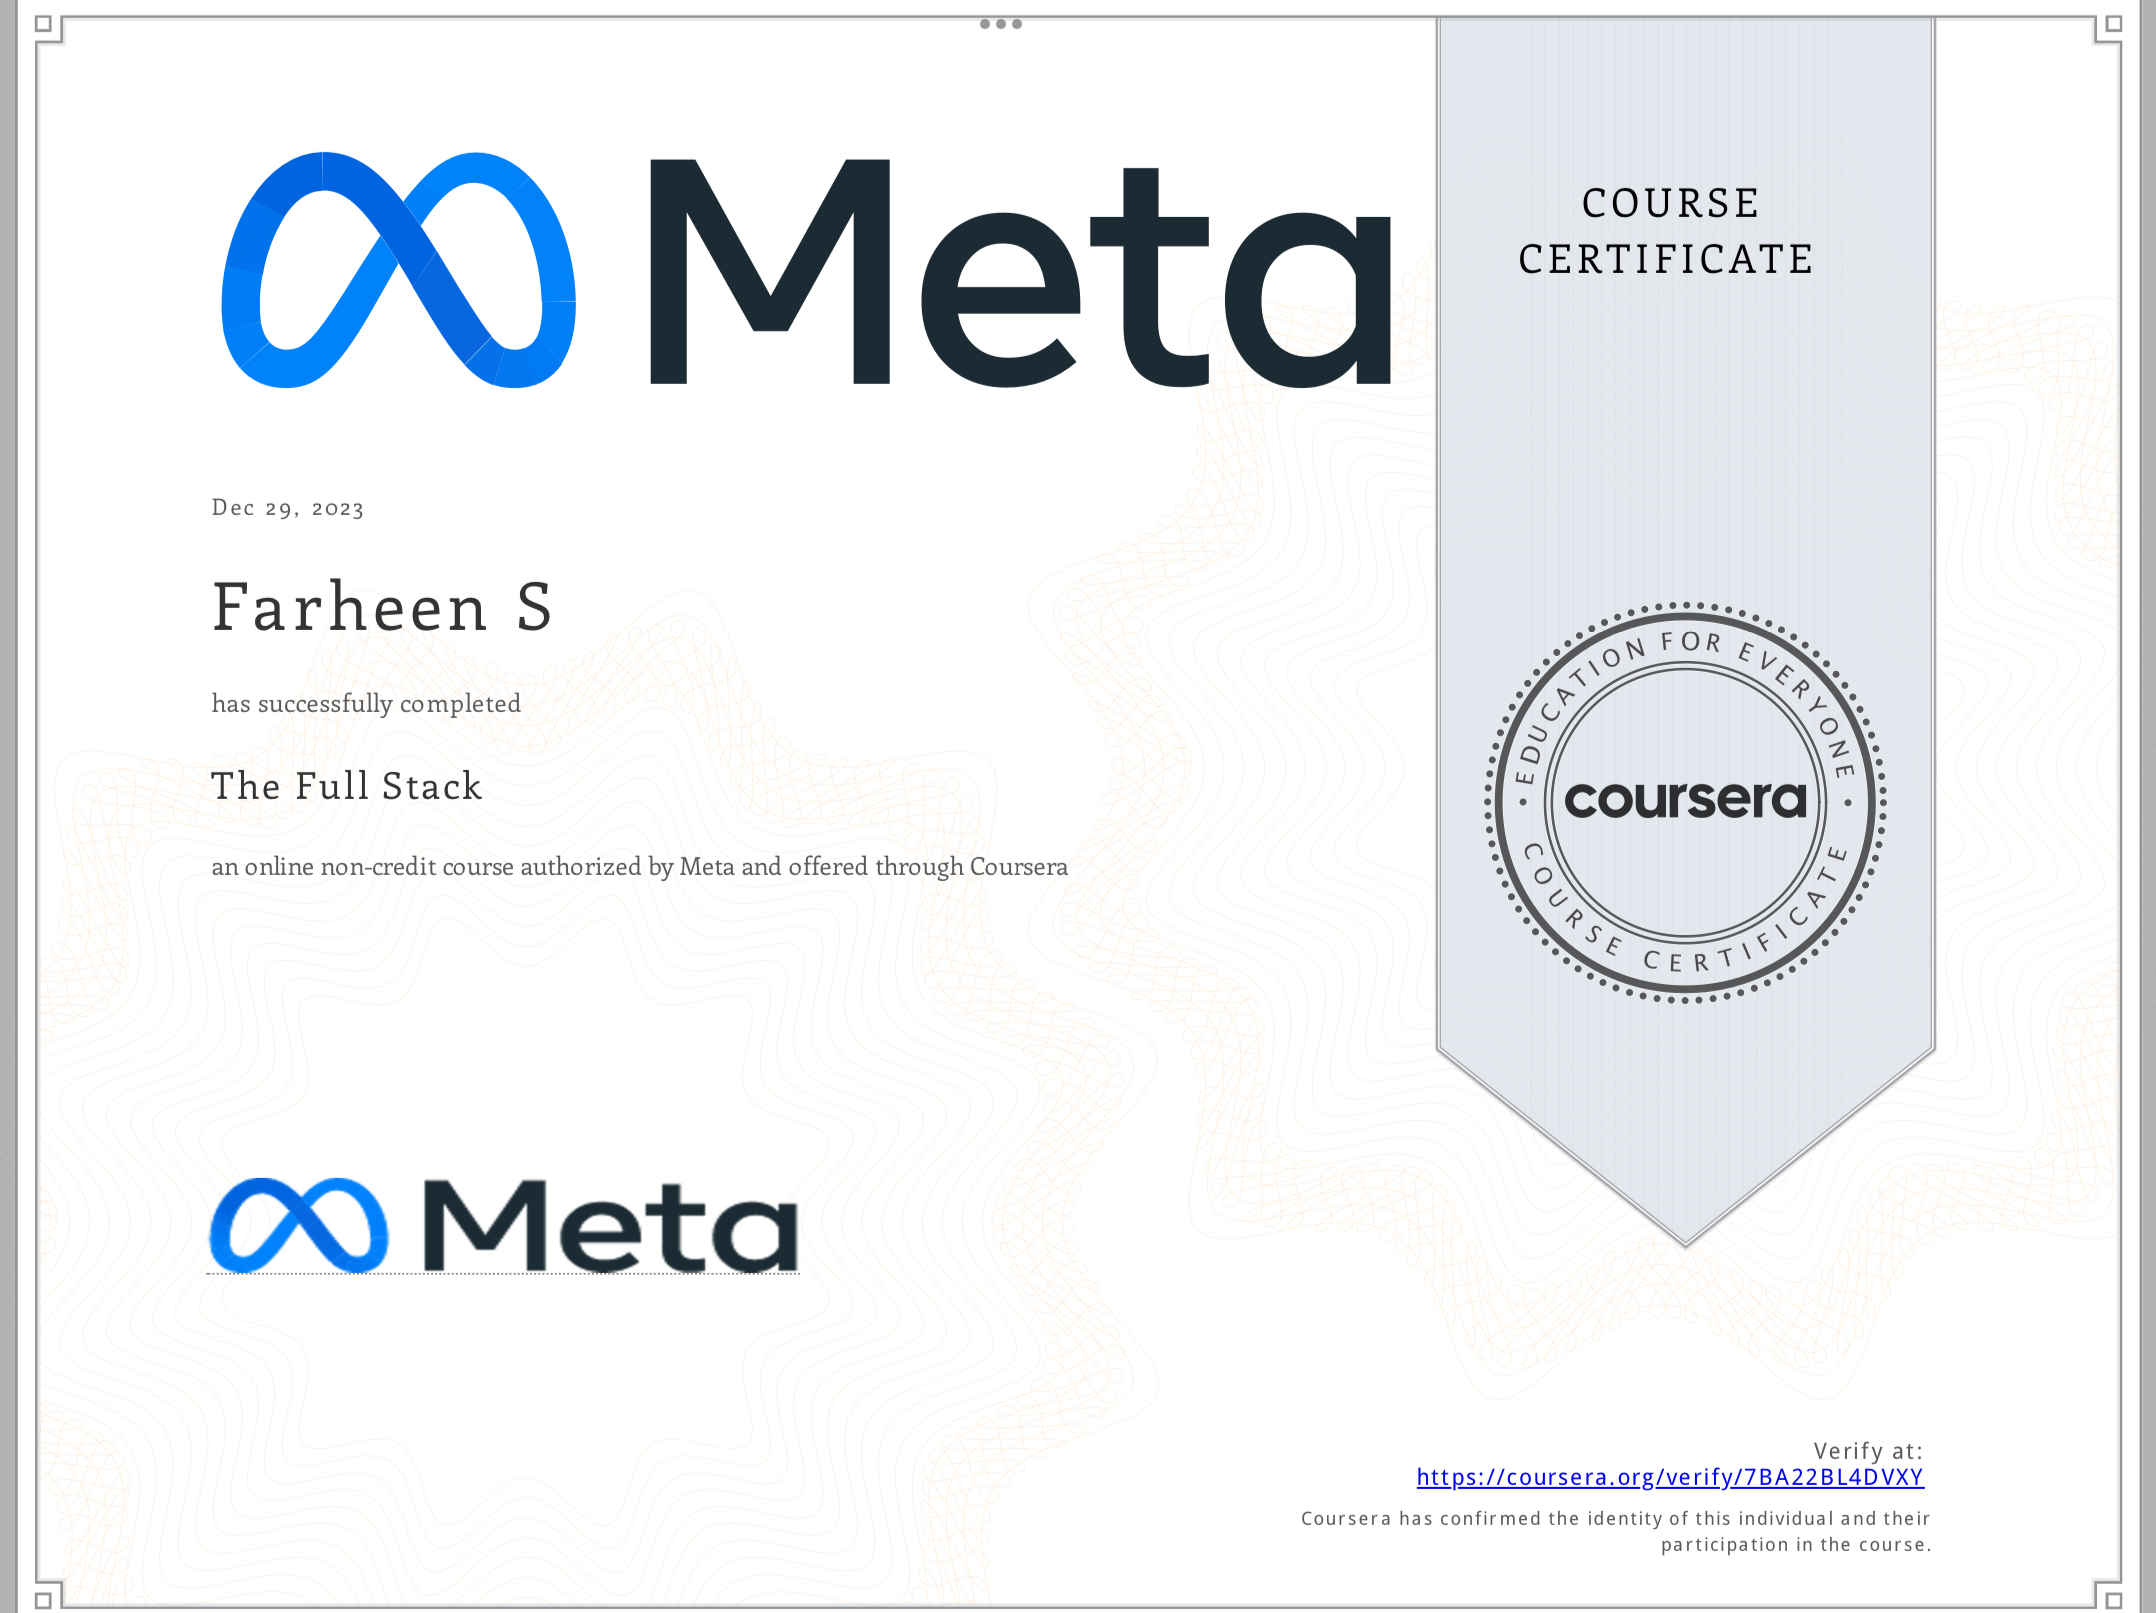 Meta
COURSE
CERTIFICATE
Dec 29, 2023
Farheen S
has successfully completed
The Full Stack
an online non-credit course authorized by Meta and offered through Coursera
EDUCATION FOR EVERYONE
coursera
COURSE CERTIFICATE
Meta
Verify at:
https://coursera.org/verify/7BA22BL4DVXY
Coursera has confirmed the identity of this individual and their
participation in the course.